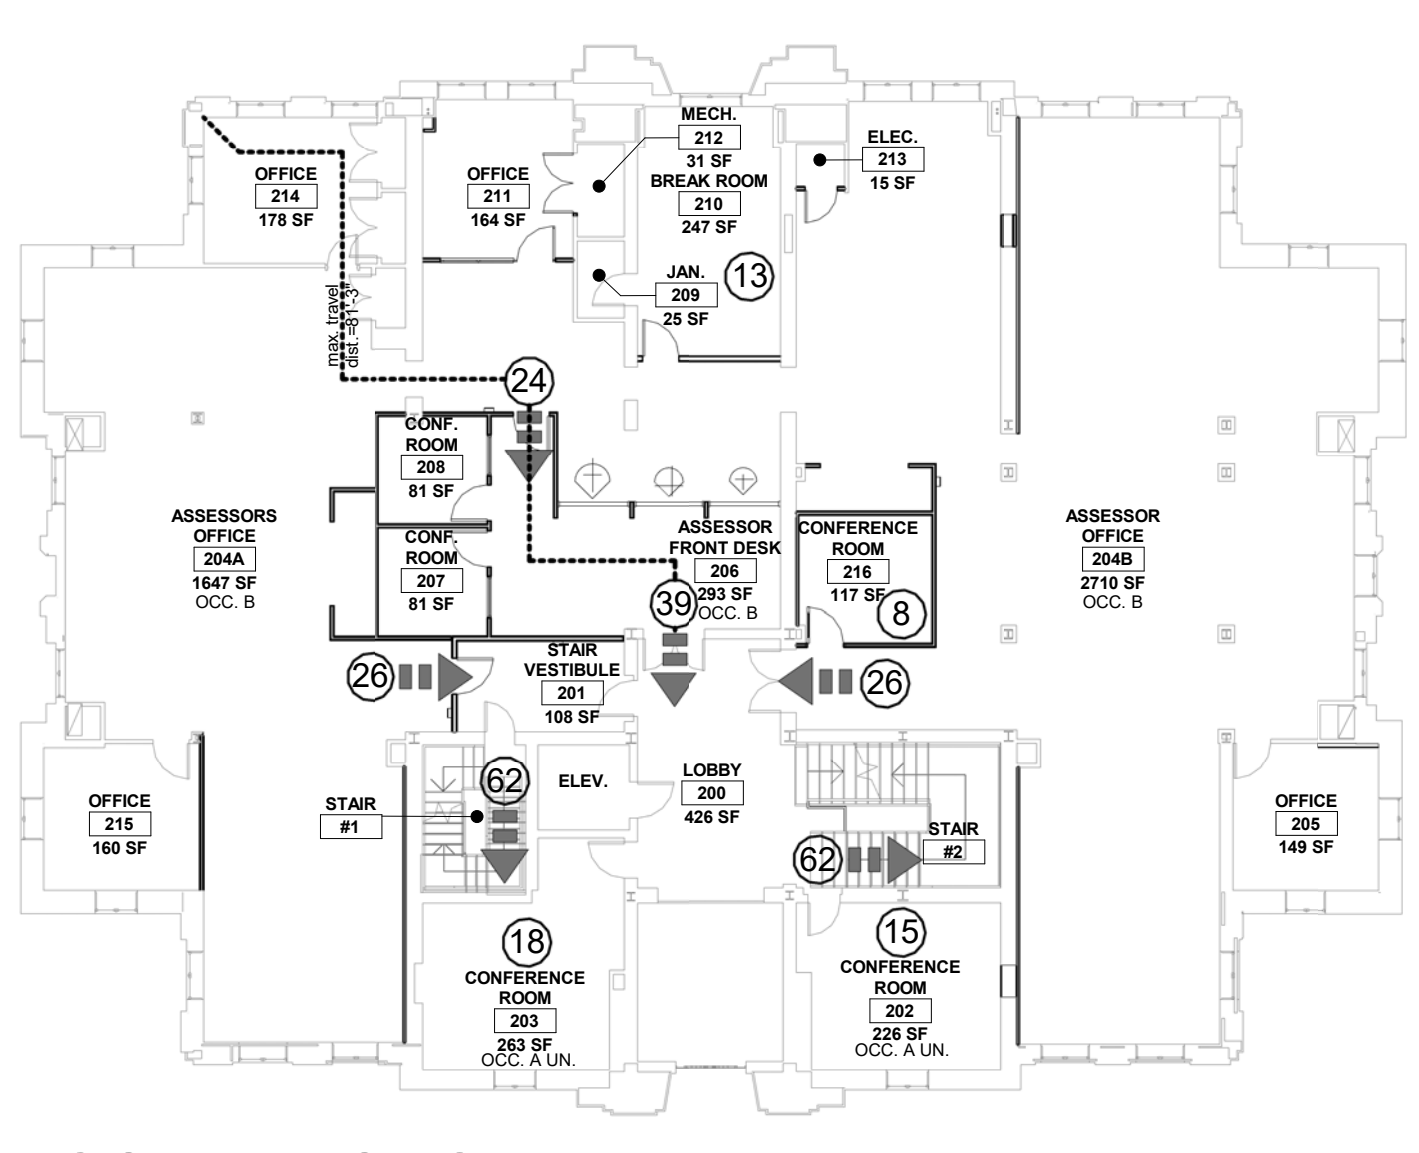 MECH.
212
31 SF
ELEC.
213
15 SF
OFFICE
214
178 SF
OFFICE
211
164 SF
BREAK ROOM
210
247 SF
13
JAN.
209
25 SF
max. travel
dist.=81'-3"
24
CONF.
ROOM
208
81 SF
CONF.
ROOM
207
81 SF
ASSESSORS
OFFICE
204A
1647 SF
OCC. B
ASSESSOR
FRONT DESK
206
293 SF
OCC. B
39
CONFERENCE
ROOM
216
117 SF
8
ASSESSOR
OFFICE
204B
2710 SF
OCC. B
26
STAIR
VESTIBULE
201
108 SF
26
62
ELEV.
LOBBY
200
426 SF
STAIR
#1
STAIR
#2
62
OFFICE
215
160 SF
OFFICE
205
149 SF
18
CONFERENCE
ROOM
203
263 SF
OCC. A UN.
15
CONFERENCE
ROOM
202
226 SF
OCC. A UN.